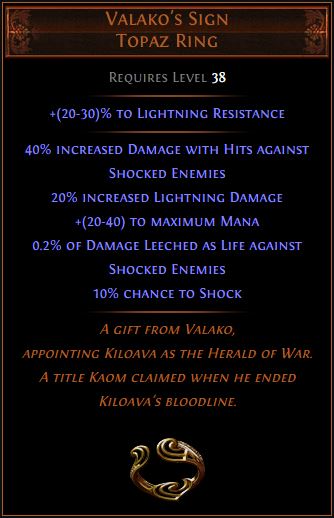 Valako's Sign
Topaz Ring
Requires Level 38
+(20-30)% to Lightning Resistance
40% increased Damage with Hits against
Shocked Enemies
20% increased Lightning Damage
+(20-40) to maximum Mana
0.2% of Damage Leeched as Life against
Shocked Enemies
10% chance to Shock
A gift from Valako,
appointing Kiloava as the Herald of War.
A title Kaom claimed when he ended
Kiloava's bloodline.